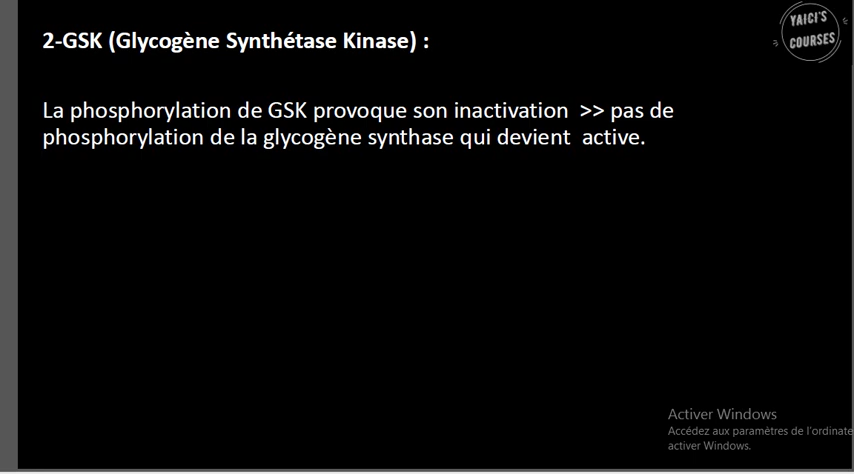 YAICI'S
COURSES
2-GSK (Glycogène Synthétase Kinase) :
La phosphorylation de GSK provoque son inactivation >> pas de
phosphorylation de la glycogène synthase qui devient active.
Activer Windows
Accédez aux paramètres de l'ordinate
activer Windows.